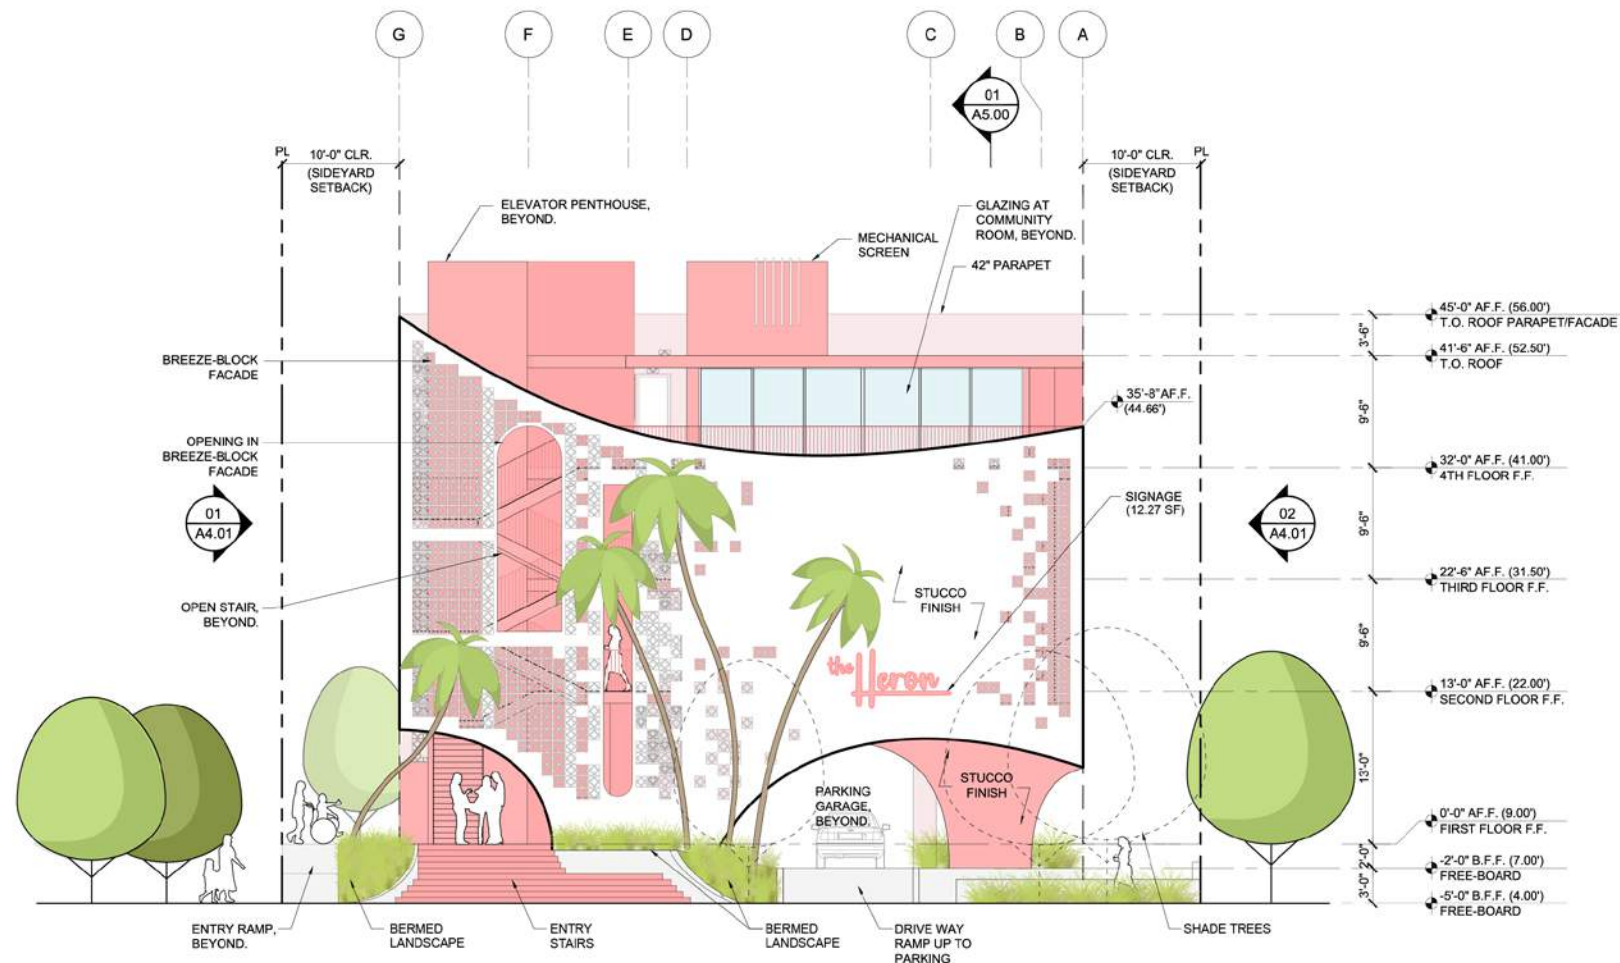 G
F
E
D
C
B
A
01
A5.00
PL
10'-0" CLR.
(SIDEYARD
SETBACK)
10'-0" CLR.
(SIDEYARD
SETBACK)
PL
ELEVATOR PENTHOUSE,
BEYOND.
MECHANICAL
SCREEN
GLAZING AT
COMMUNITY
ROOM, BEYOND.
42" PARAPET
45'-0" AF.F. (56.00')
T.O. ROOF PARAPET/FACADE
3'-6"
41'-6" AF.F. (52.50')
T.O. ROOF
BREEZE-BLOCK
FACADE
35'-8"AF.F.
(44.66')
9'-6"
OPENING IN
BREEZE-BLOCK
FACADE
32'-0" AF.F. (41.00')
4TH FLOOR F.F.
01
A4.01
SIGNAGE
(12.27 SF)
02
A4.01
9'-6"
STUCCO
FINISH
22'-6" AF.F. (31.50')
THIRD FLOOR F.F.
OPEN STAIR,
BEYOND.
9'-6"
the Heron
13'-0" AF.F. (22.00')
SECOND FLOOR F.F.
13'-0"
STUCCO
FINISH
PARKING
GARAGE,
BEYOND.
0'-0" AF.F. (9.00')
FIRST FLOOR F.F.
2'-0"
-2'-0" B.F.F. (7.00')
FREE-BOARD
3'-0"
-5'-0" B.F.F. (4.00')
FREE-BOARD
ENTRY RAMP,
BEYOND.
BERMED
LANDSCAPE
ENTRY
STAIRS
BERMED
LANDSCAPE
DRIVE WAY
RAMP UP TO
PARKING
SHADE TREES